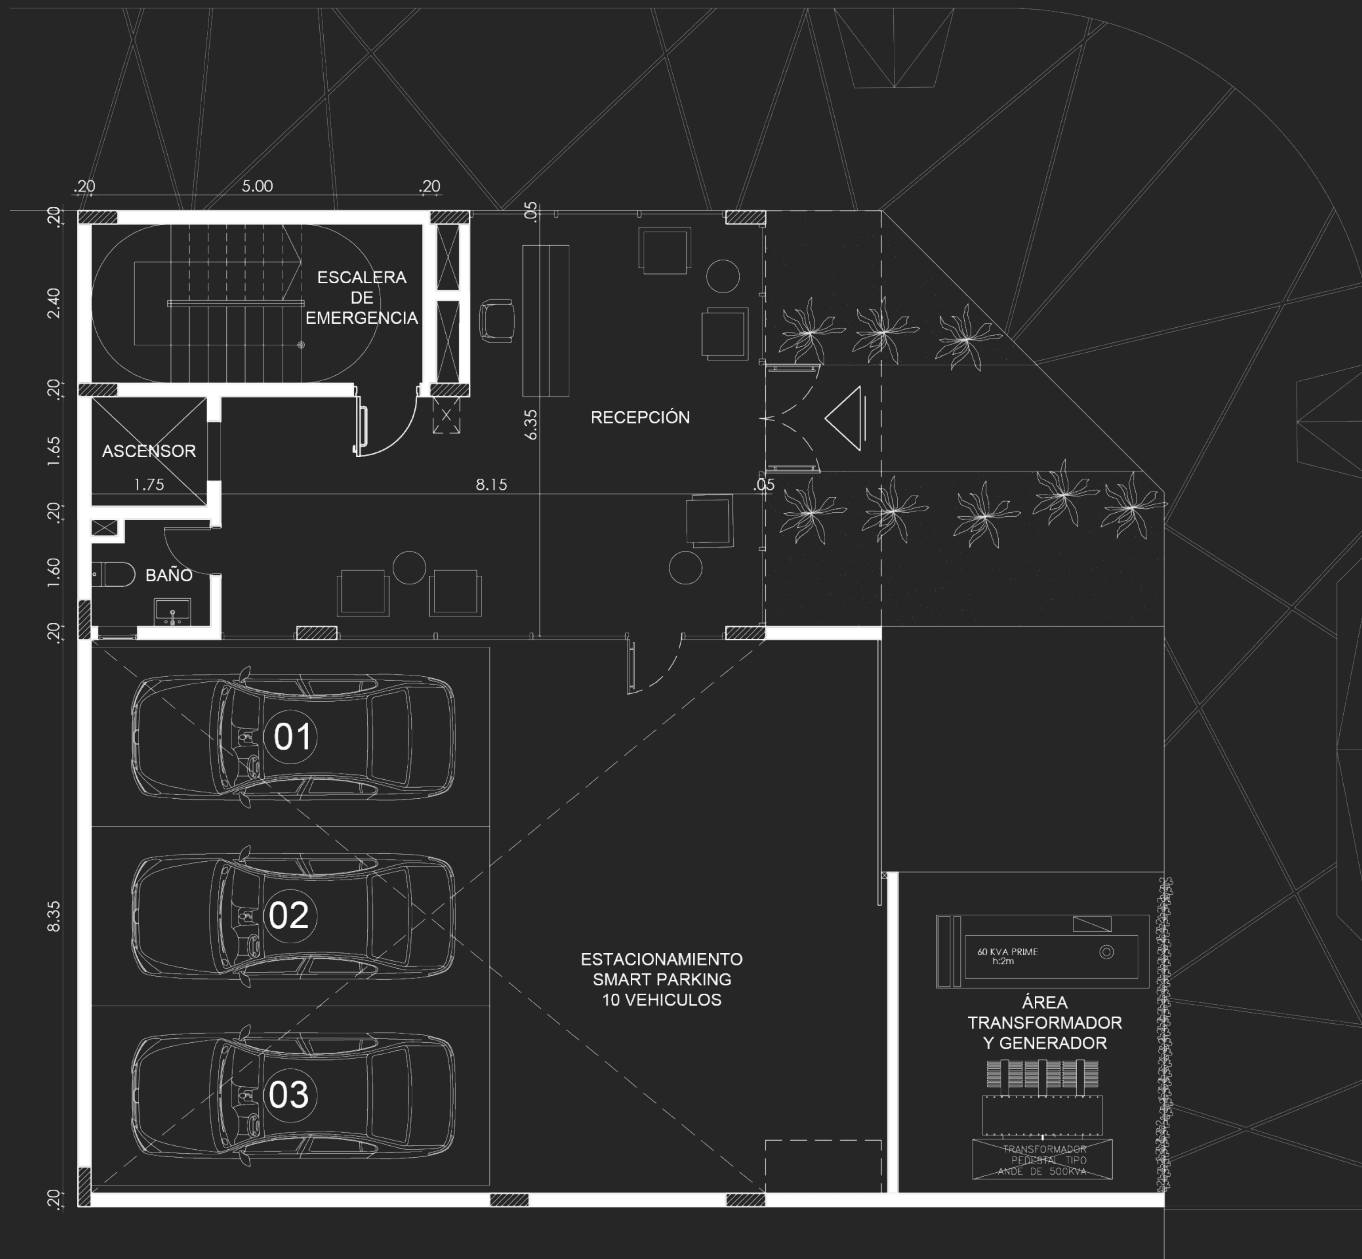 .20
5.00
.20
.20
.05
ESCALERA
DE
EMERGENCIA
2.40
.20
RECEPCIÓN
6.35
ASCENSOR
1.65
1.75
8.15
.05
.20
BAÑO
1.60
.20
01
02
03
8.35
ESTACIONAMIENTO
SMART PARKING
10 VEHICULOS
60 KVA PRIME
h:2m
ÁREA
TRANSFORMADOR
Y GENERADOR
TRANSFORMADOR
PEDESTAL TIPO
ANDE DE 500KVA
.20